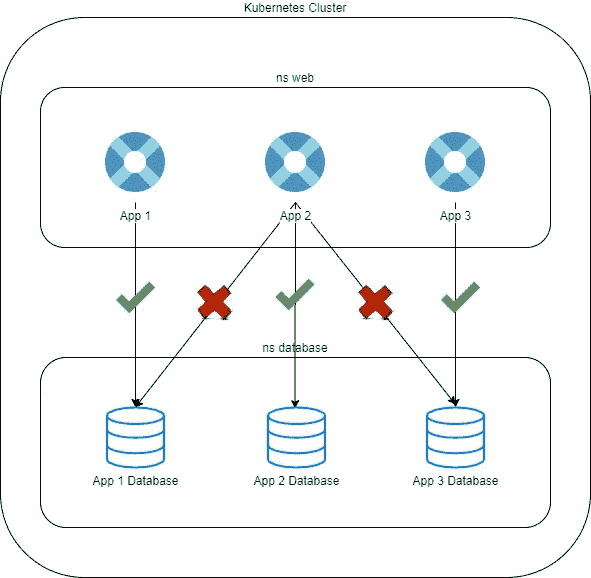 Kubernetes Cluster
ns web
App 1
App 2
App 3
ns database
App 1 Database
App 2 Database
App 3 Database